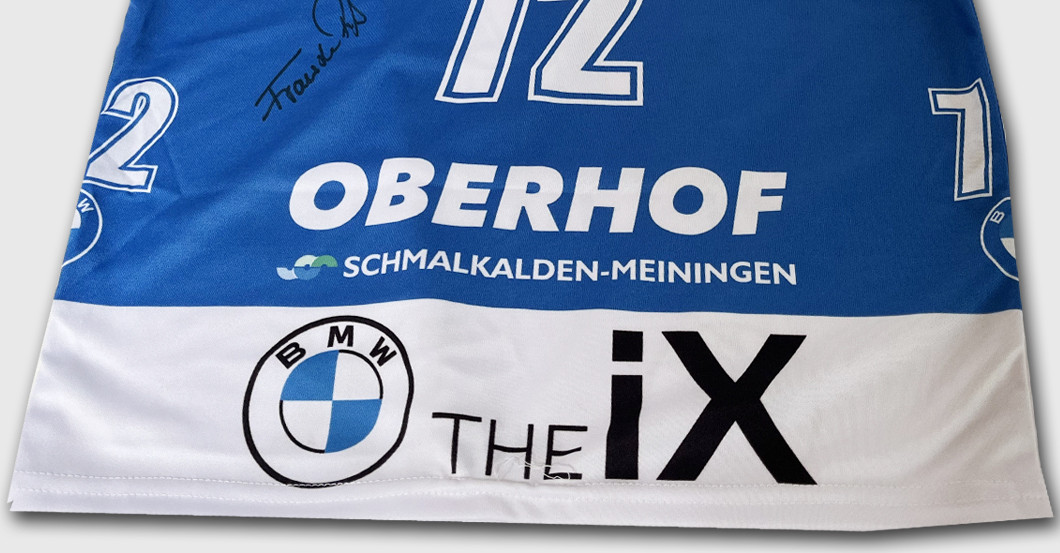 12
2
1
OBERHOF
SCHMALKALDEN-MEININGEN
BMW
THE iX